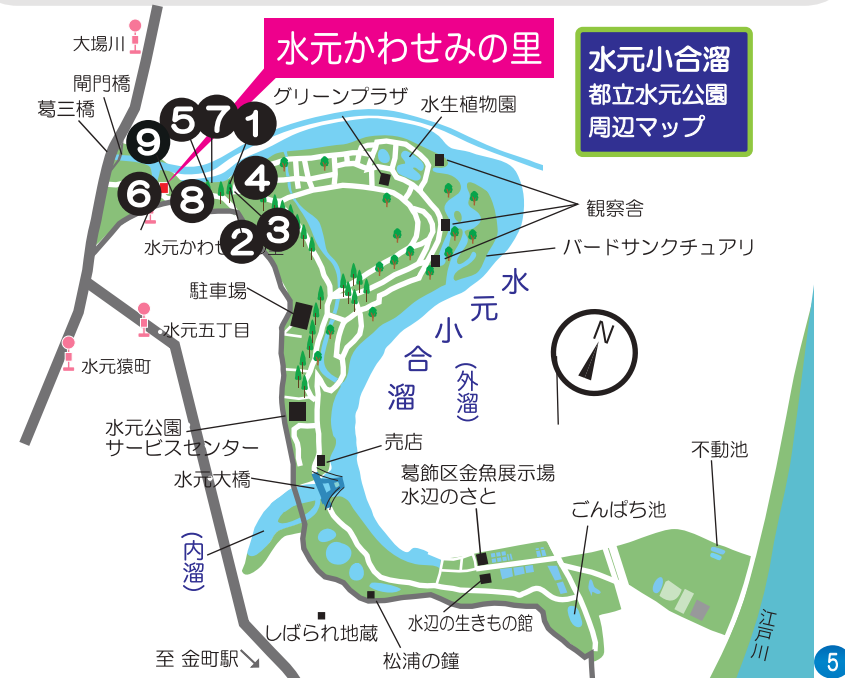 大場川
水元かわせみの里
水元小合溜
都立水元公園
周辺マップ
閘門橋
葛三橋
グリーンプラザ
水生植物園
9
5
7
1
6
8
4
2
3
観察舎
バードサンクチュアリ
水元かわせ
里
駐車場
水元小合溜
(外溜)
N
水元五丁目
水元猿町
水元公園
サービスセンター
売店
水元大橋
葛飾区金魚展示場
水辺のさと
不動池
ごんぱち池
(内溜)
しばられ地蔵
水辺の生きもの館
松浦の鐘
至 金町駅
江戸川
5